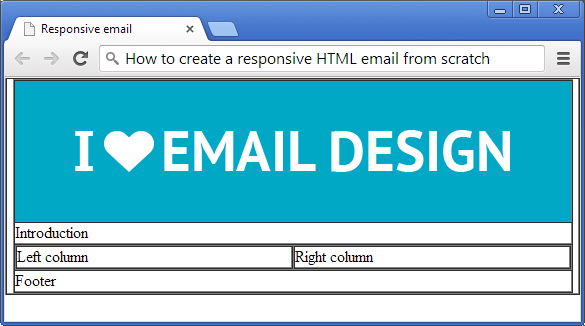 Responsive email
How to create a responsive HTML email from scratch
I ♥ EMAIL DESIGN
Introduction
Left column
Right column
Footer